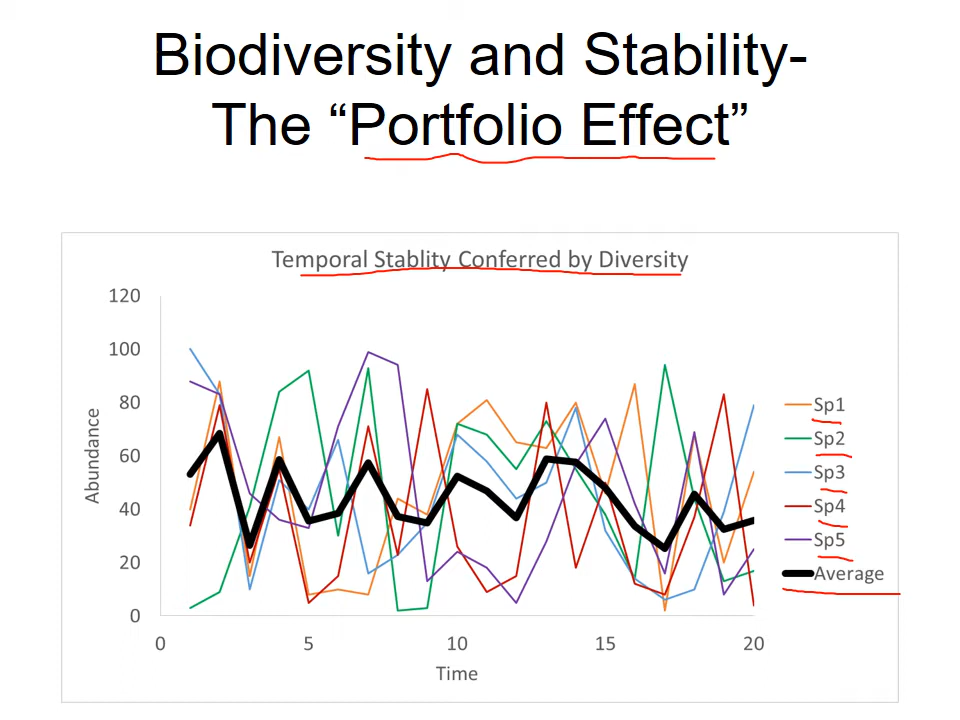 Biodiversity and Stability-
The “Portfolio Effect”
Temporal Stablity Conferred by Diversity
120
100
80
60
40
20
0
Abundance
0 5 10 15 20
Time
Sp1
Sp2
Sp3
Sp4
Sp5
Average